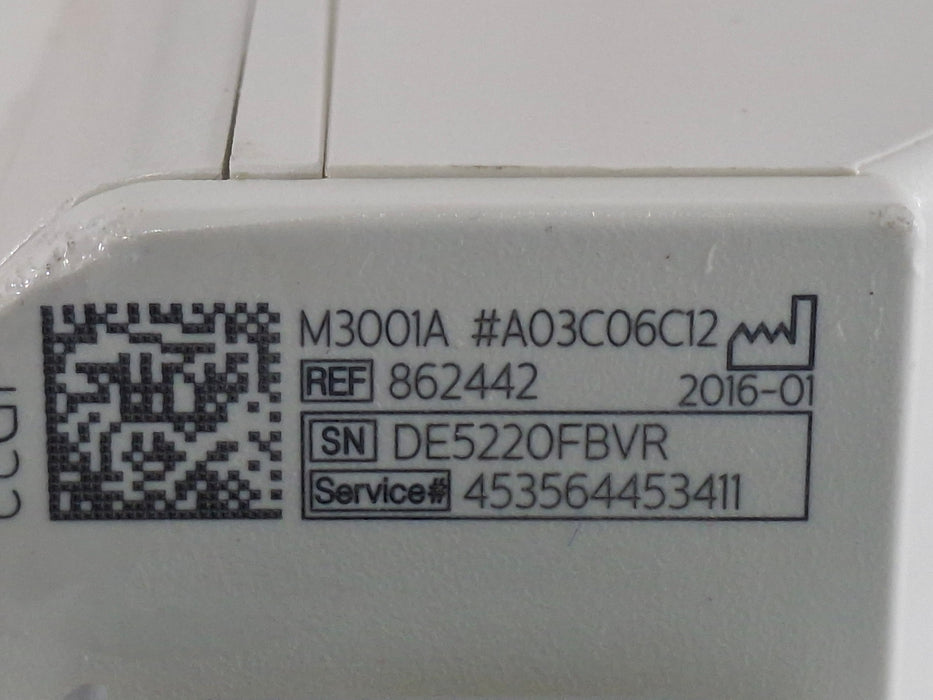 M3001A #A03C06C12
REF 862442
2016-01
SN DE5220FBVR
Service# 453564453411